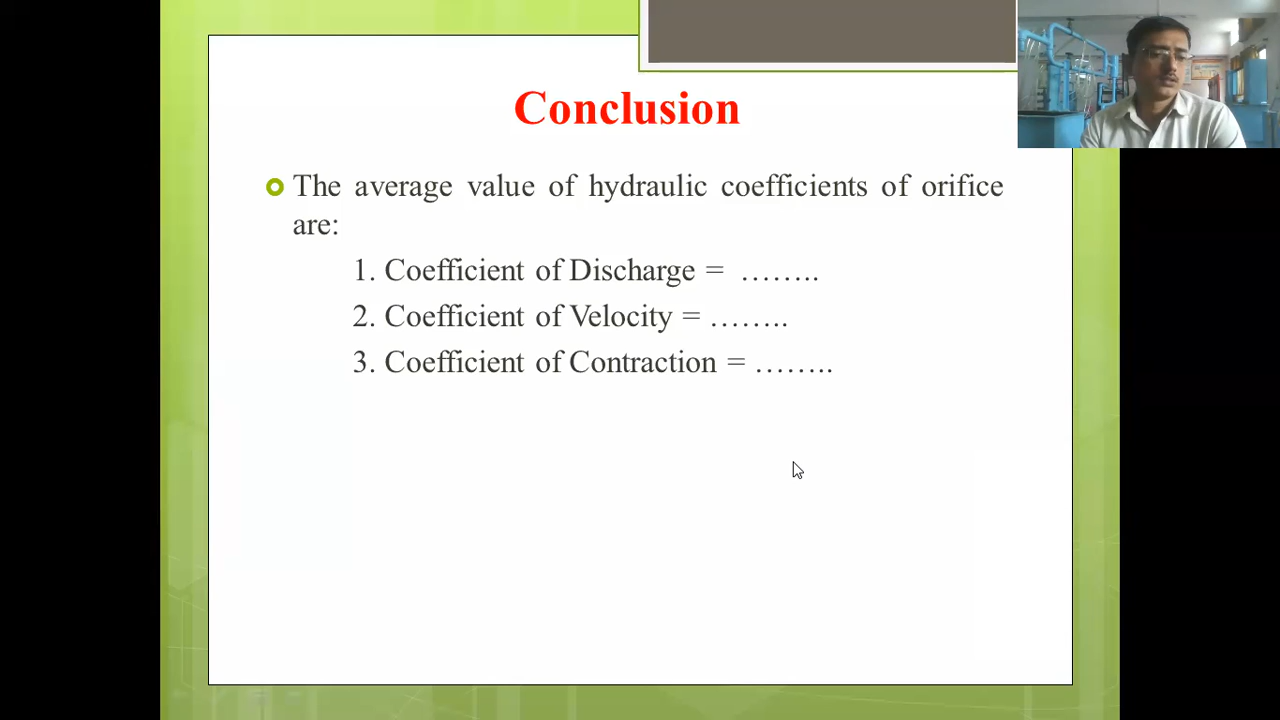 Conclusion
The average value of hydraulic coefficients of orifice
are:
1. Coefficient of Discharge = ……..
2. Coefficient of Velocity = ……..
3. Coefficient of Contraction = ……..